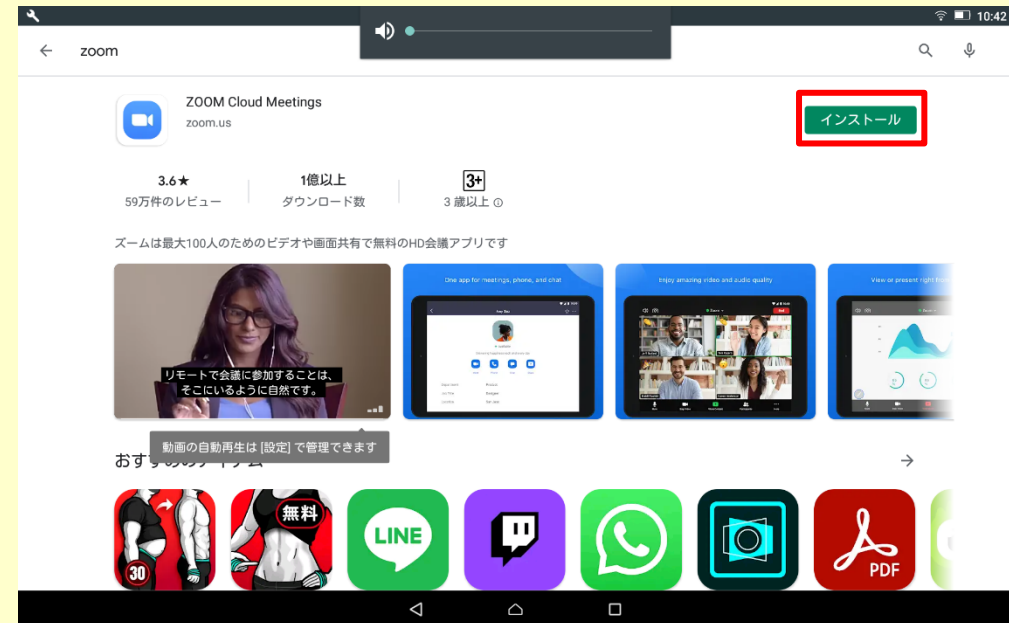 10:42
zoom
ZOOM Cloud Meetings
zoom.us
インストール
3.6★
59万件のレビュー
1億以上
ダウンロード数
3+
3 歳以上
ズームは最大100人のためのビデオや画面共有で無料のHD会議アプリです
リモートで会議に参加することは、
そこにいるように自然です。
One app for meetings, phone, and chat
Enjoy amazing video and audio quality
View or present right
動画の自動再生は [設定] で管理できます
おすすめのアイテム
30
無料
LINE
PDF